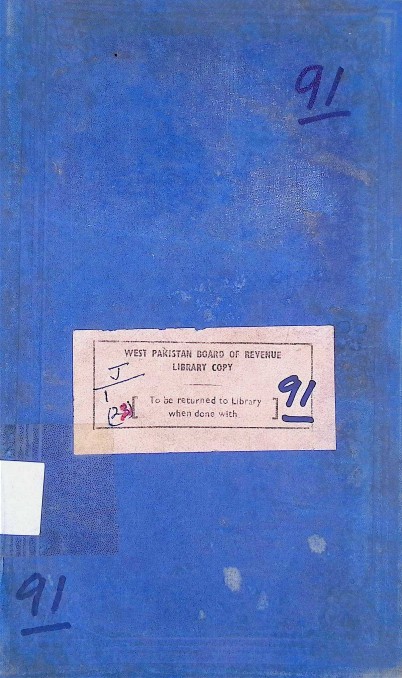 91
WEST PAKISTAN BOARD OF REVENUE
LIBRARY COPY
J
1
(28)
[ To be returned to Library ]
when done with
91
91